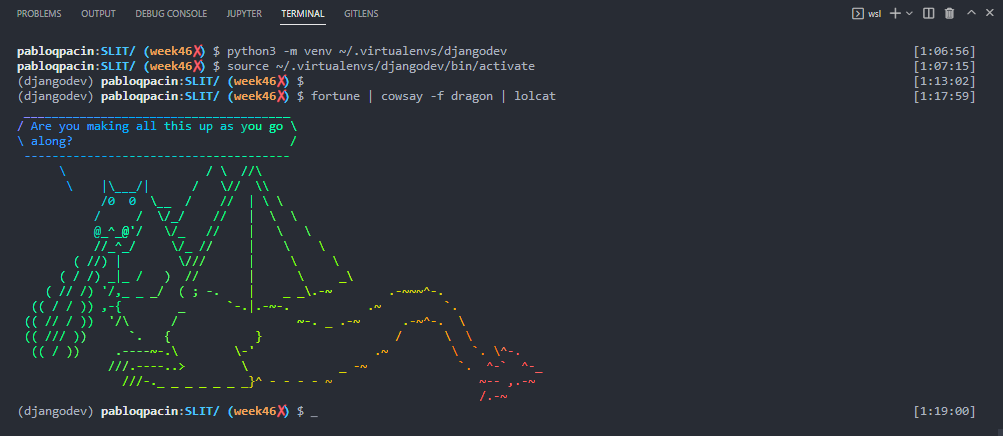 PROBLEMS OUTPUT DEBUG CONSOLE JUPYTER TERMINAL GITLENS wsl
pabloqpacin:SLIT/ (week46✗) $ python3 -m venv ~/.virtualenvs/djangodev [1:06:56]
pabloqpacin:SLIT/ (week46✗) $ source ~/.virtualenvs/djangodev/bin/activate [1:07:15]
(djangodev) pabloqpacin:SLIT/ (week46✗) $ [1:13:02]
(djangodev) pabloqpacin:SLIT/ (week46✗) $ fortune | cowsay -f dragon | lolcat [1:17:59]
/ Are you making all this up as you go \
\ along? /
(djangodev) pabloqpacin:SLIT/ (week46✗) $ _ [1:19:00]